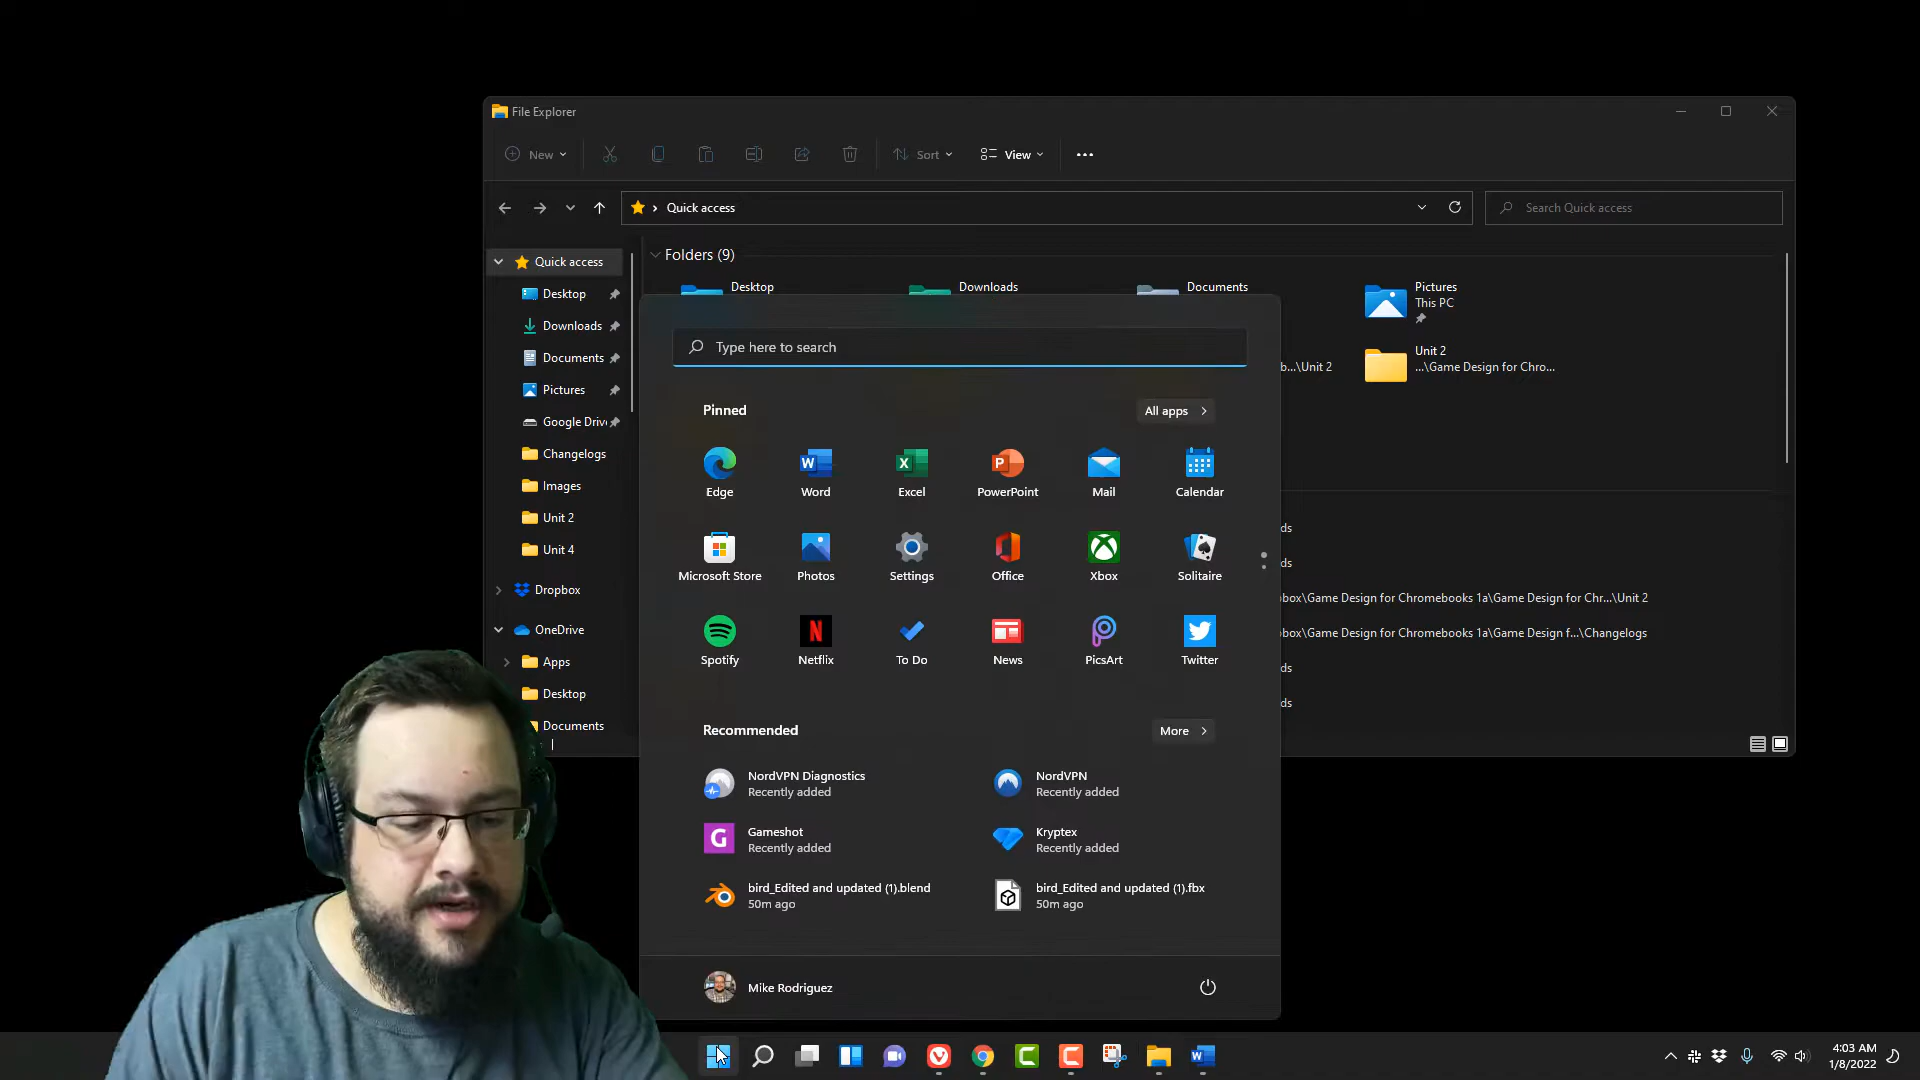 File Explorer
New
Sort
View
Quick access
Search Quick access
Quick access
Desktop
Downloads
Documents
Pictures
Google Driv
Changelogs
Images
Unit 2
Unit 4
Dropbox
OneDrive
Apps
Desktop
Documents
Folders (9)
Desktop
Downloads
Documents
Pictures
This PC
b...\Unit 2
Unit 2
...\Game Design for Chro...
ds
ds
box\Game Design for Chromebooks 1a\Game Design for Chr...\Unit 2
box\Game Design for Chromebooks 1a\Game Design f...\Changelogs
ds
ds
Type here to search
Pinned
All apps
Edge
Word
Excel
PowerPoint
Mail
Calendar
Microsoft Store
Photos
Settings
Office
Xbox
Solitaire
Spotify
Netflix
To Do
News
PicsArt
Twitter
Recommended
More
NordVPN Diagnostics
Recently added
NordVPN
Recently added
Gameshot
Recently added
Kryptex
Recently added
bird_Edited and updated (1).blend
50m ago
bird_Edited and updated (1).fbx
50m ago
Mike Rodriguez
4:03 AM
1/8/2022